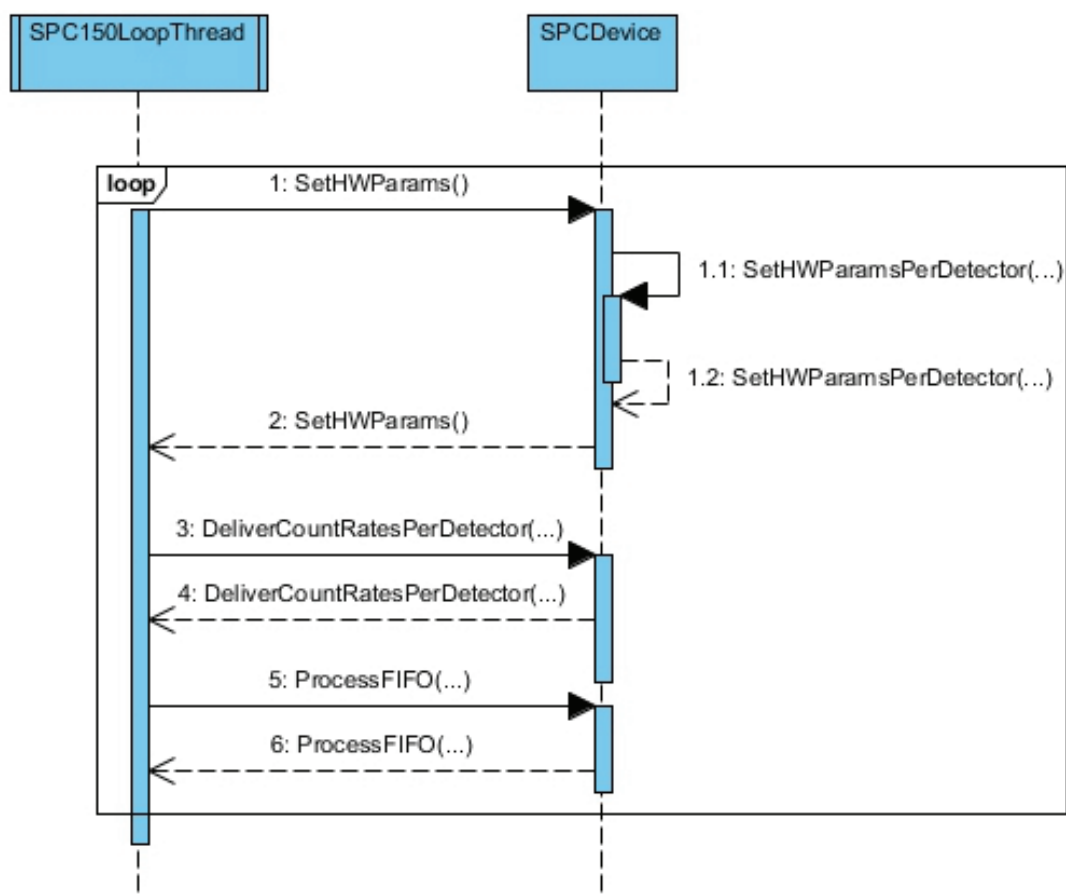 SPC150LoopThread
SPCDevice
loop
1: SetHWParams()
1.1: SetHWParamsPerDetector(...)
1.2: SetHWParamsPerDetector(...)
2: SetHWParams()
3: DeliverCountRatesPerDetector(...)
4: DeliverCountRatesPerDetector(...)
5: ProcessFIFO(...)
6: ProcessFIFO(...)